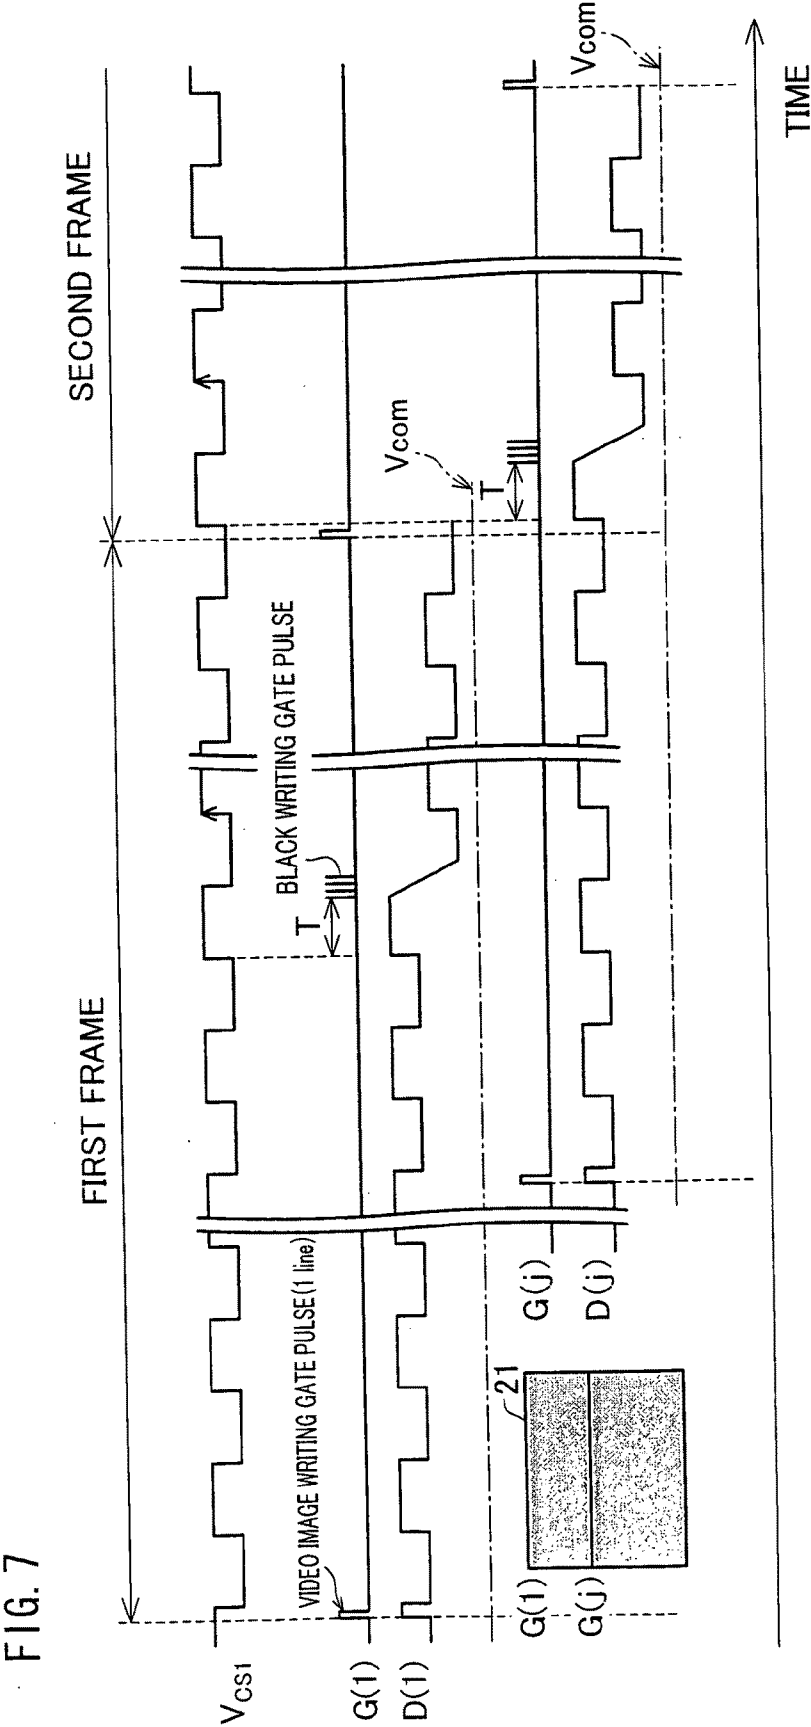 FIG. 7
FIRST FRAME
SECOND FRAME
VCS1
VIDEO IMAGE WRITING GATE PULSE(1 line)
T
BLACK WRITING GATE PULSE
G(1)
D(1)
Vcom
T
Vcom
G(j)
D(j)
21
G(1)
G(j)
TIME